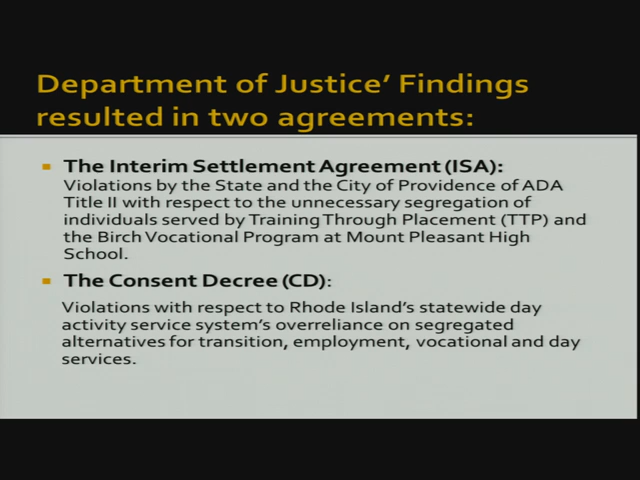 Department of Justice’ Findings
resulted in two agreements:
The Interim Settlement Agreement (ISA):
Violations by the State and the City of Providence of ADA
Title II with respect to the unnecessary segregation of
individuals served by Training Through Placement (TTP) and
the Birch Vocational Program at Mount Pleasant High
School.
The Consent Decree (CD):
Violations with respect to Rhode Island’s statewide day
activity service system’s overreliance on segregated
alternatives for transition, employment, vocational and day
services.